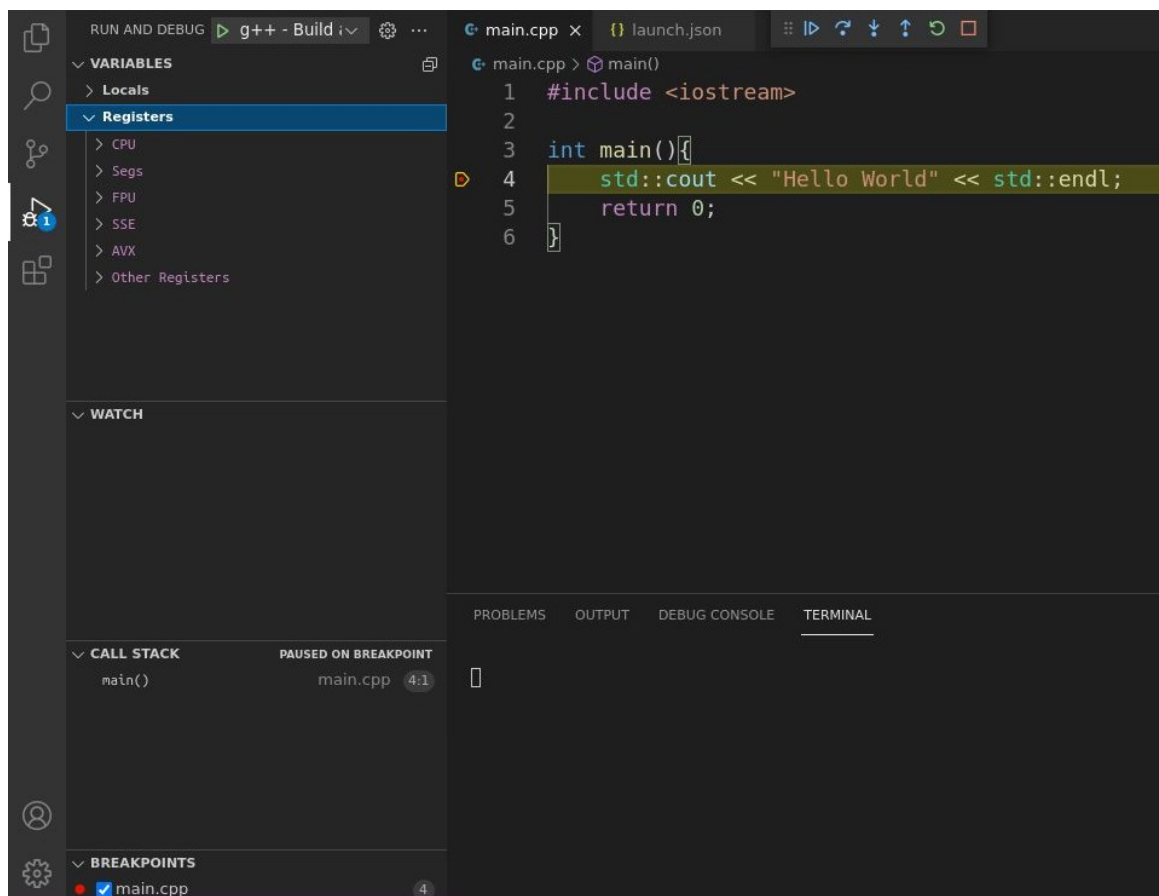 RUN AND DEBUG g++ - Build
VARIABLES
Locals
Registers
CPU
Segs
FPU
SSE
AVX
Other Registers
WATCH
CALL STACK PAUSED ON BREAKPOINT
main() main.cpp 4:1
BREAKPOINTS
main.cpp 4
1
main.cpp {} launch.json
main.cpp > main()
1 #include <iostream>
2
3 int main(){
4 std::cout << "Hello World" << std::endl;
5 return 0;
6 }
PROBLEMS OUTPUT DEBUG CONSOLE TERMINAL